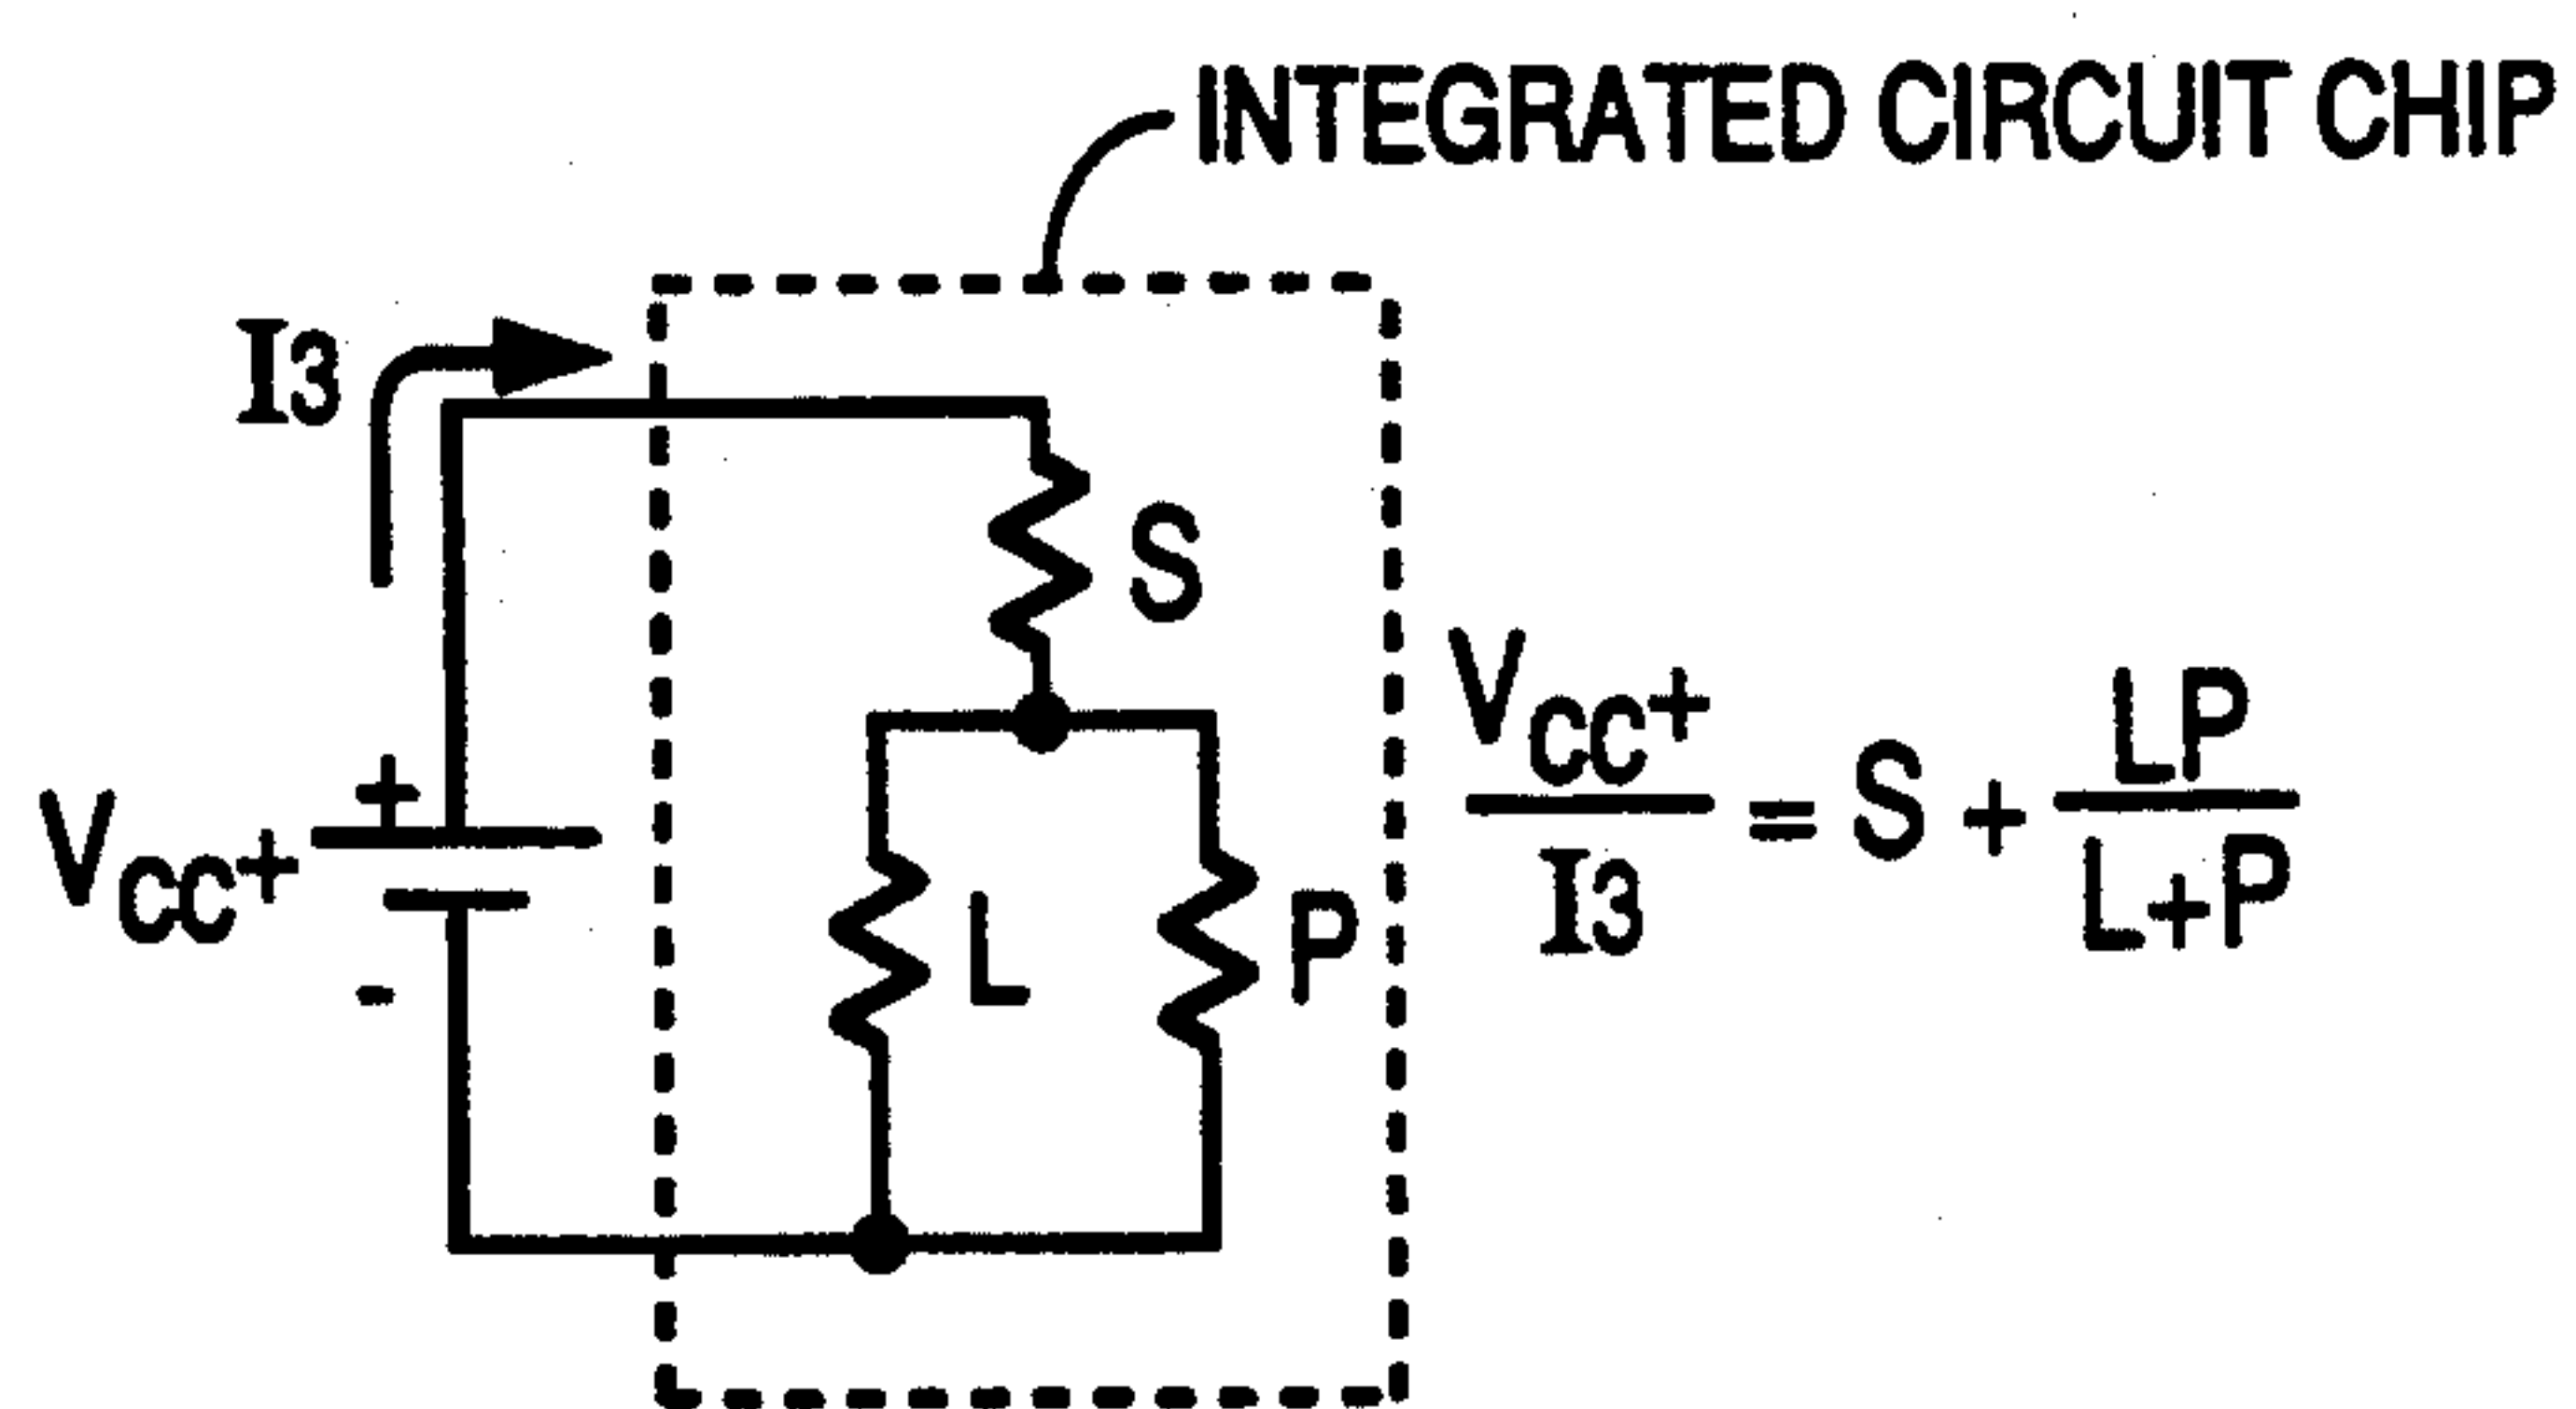 INTEGRATED CIRCUIT CHIP
I3
S
VCC+
+
-
L
P
VCC+ / I3 = S + LP / L+P